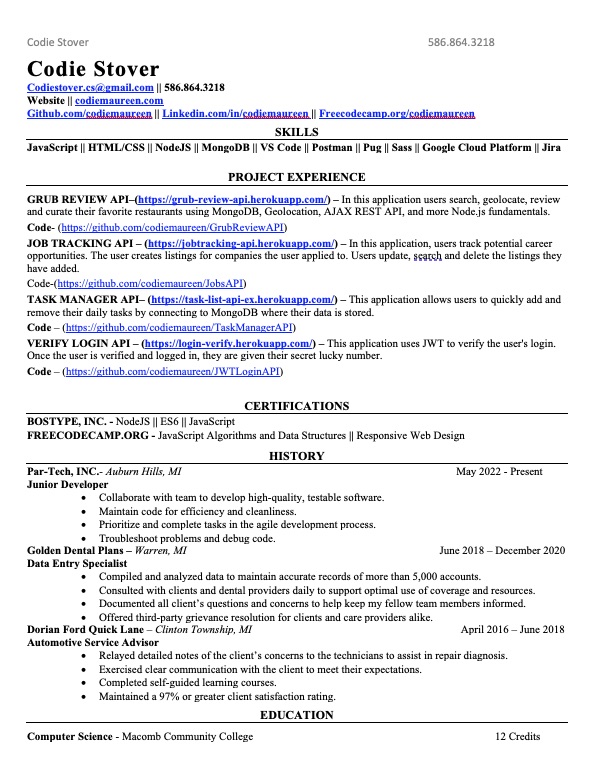 Codie Stover 586.864.3218
Codie Stover
Codiestover.cs@gmail.com || 586.864.3218
Website || codiemaureen.com
Github.com/codiemaureen || Linkedin.com/in/codiemaureen || Freecodecamp.org/codiemaureen
SKILLS
JavaScript || HTML/CSS || NodeJS || MongoDB || VS Code || Postman || Pug || Sass || Google Cloud Platform || Jira
PROJECT EXPERIENCE
GRUB REVIEW API–(https://grub-review-api.herokuapp.com/) – In this application users search, geolocate, review
and curate their favorite restaurants using MongoDB, Geolocation, AJAX REST API, and more Node.js fundamentals.
Code- (https://github.com/codiemaureen/GrubReviewAPI)
JOB TRACKING API – (https://jobtracking-api.herokuapp.com/) – In this application, users track potential career
opportunities. The user creates listings for companies the user applied to. Users update, search and delete the listings they
have added.
Code-(https://github.com/codiemaureen/JobsAPI)
TASK MANAGER API– (https://task-list-api-ex.herokuapp.com/) – This application allows users to quickly add and
remove their daily tasks by connecting to MongoDB where their data is stored.
Code – (https://github.com/codiemaureen/TaskManagerAPI)
VERIFY LOGIN API – (https://login-verify.herokuapp.com/) – This application uses JWT to verify the user's login.
Once the user is verified and logged in, they are given their secret lucky number.
Code – (https://github.com/codiemaureen/JWTLoginAPI)
CERTIFICATIONS
BOSTYPE, INC. - NodeJS || ES6 || JavaScript
FREECODECAMP.ORG - JavaScript Algorithms and Data Structures || Responsive Web Design
HISTORY
Par-Tech, INC.- Auburn Hills, MI May 2022 - Present
Junior Developer
• Collaborate with team to develop high-quality, testable software.
• Maintain code for efficiency and cleanliness.
• Prioritize and complete tasks in the agile development process.
• Troubleshoot problems and debug code.
Golden Dental Plans – Warren, MI June 2018 – December 2020
Data Entry Specialist
• Compiled and analyzed data to maintain accurate records of more than 5,000 accounts.
• Consulted with clients and dental providers daily to support optimal use of coverage and resources.
• Documented all client's questions and concerns to help keep my fellow team members informed.
• Offered third-party grievance resolution for clients and care providers alike.
Dorian Ford Quick Lane – Clinton Township, MI April 2016 – June 2018
Automotive Service Advisor
• Relayed detailed notes of the client's concerns to the technicians to assist in repair diagnosis.
• Exercised clear communication with the client to meet their expectations.
• Completed self-guided learning courses.
• Maintained a 97% or greater client satisfaction rating.
EDUCATION
Computer Science - Macomb Community College 12 Credits